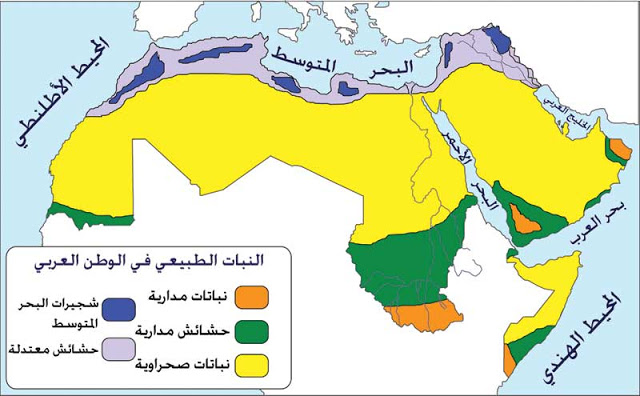 المحيط الأطلنطي
البحر المتوسط
الخليج العربي
البحر الأحمر
بحر العرب
المحيط الهندي
النبات الطبيعي في الوطن العربي
نباتات مدارية
حشائش مدارية
نباتات صحراوية
شجيرات البحر
المتوسط
حشائش معتدلة